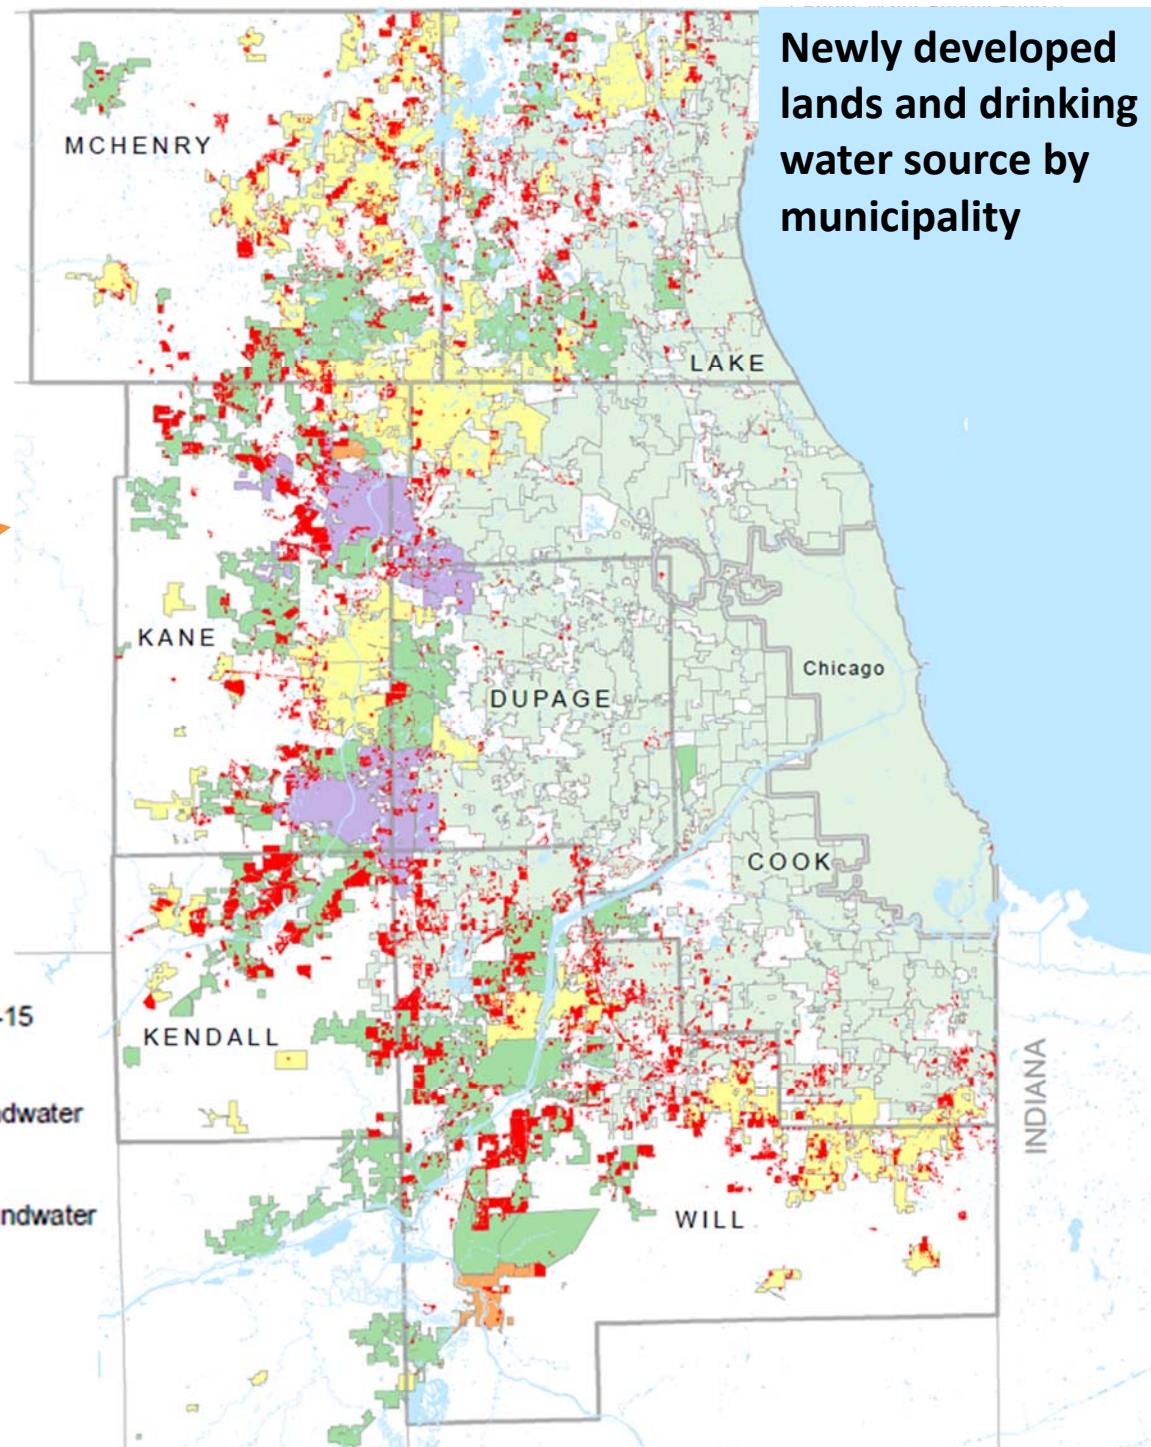 Newly developed
lands and drinking
water source by
municipality
MCHENRY
LAKE
KANE
Chicago
DUPAGE
COOK
-15
KENDALL
INDIANA
ndwater
ndwater
WILL